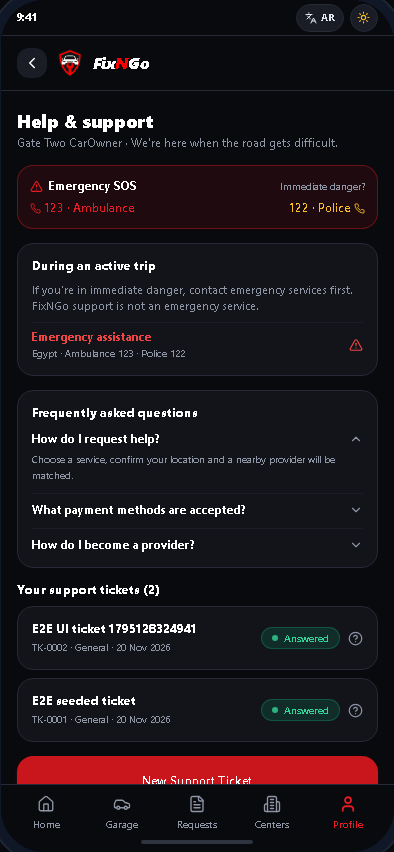 9:41
AR
FixNGo
Help & support
Gate Two CarOwner · We're here when the road gets difficult.
Emergency SOS
Immediate danger?
123 · Ambulance
122 · Police
During an active trip
If you're in immediate danger, contact emergency services first.
FixNGo support is not an emergency service.
Emergency assistance
Egypt · Ambulance 123 · Police 122
Frequently asked questions
How do I request help?
Choose a service, confirm your location and a nearby provider will be
matched.
What payment methods are accepted?
How do I become a provider?
Your support tickets (2)
E2E UI ticket 1795128324941
TK-0002 · General · 20 Nov 2026
Answered
E2E seeded ticket
TK-0001 · General · 20 Nov 2026
Answered
New Support Ticket
Home
Garage
Requests
Centers
Profile